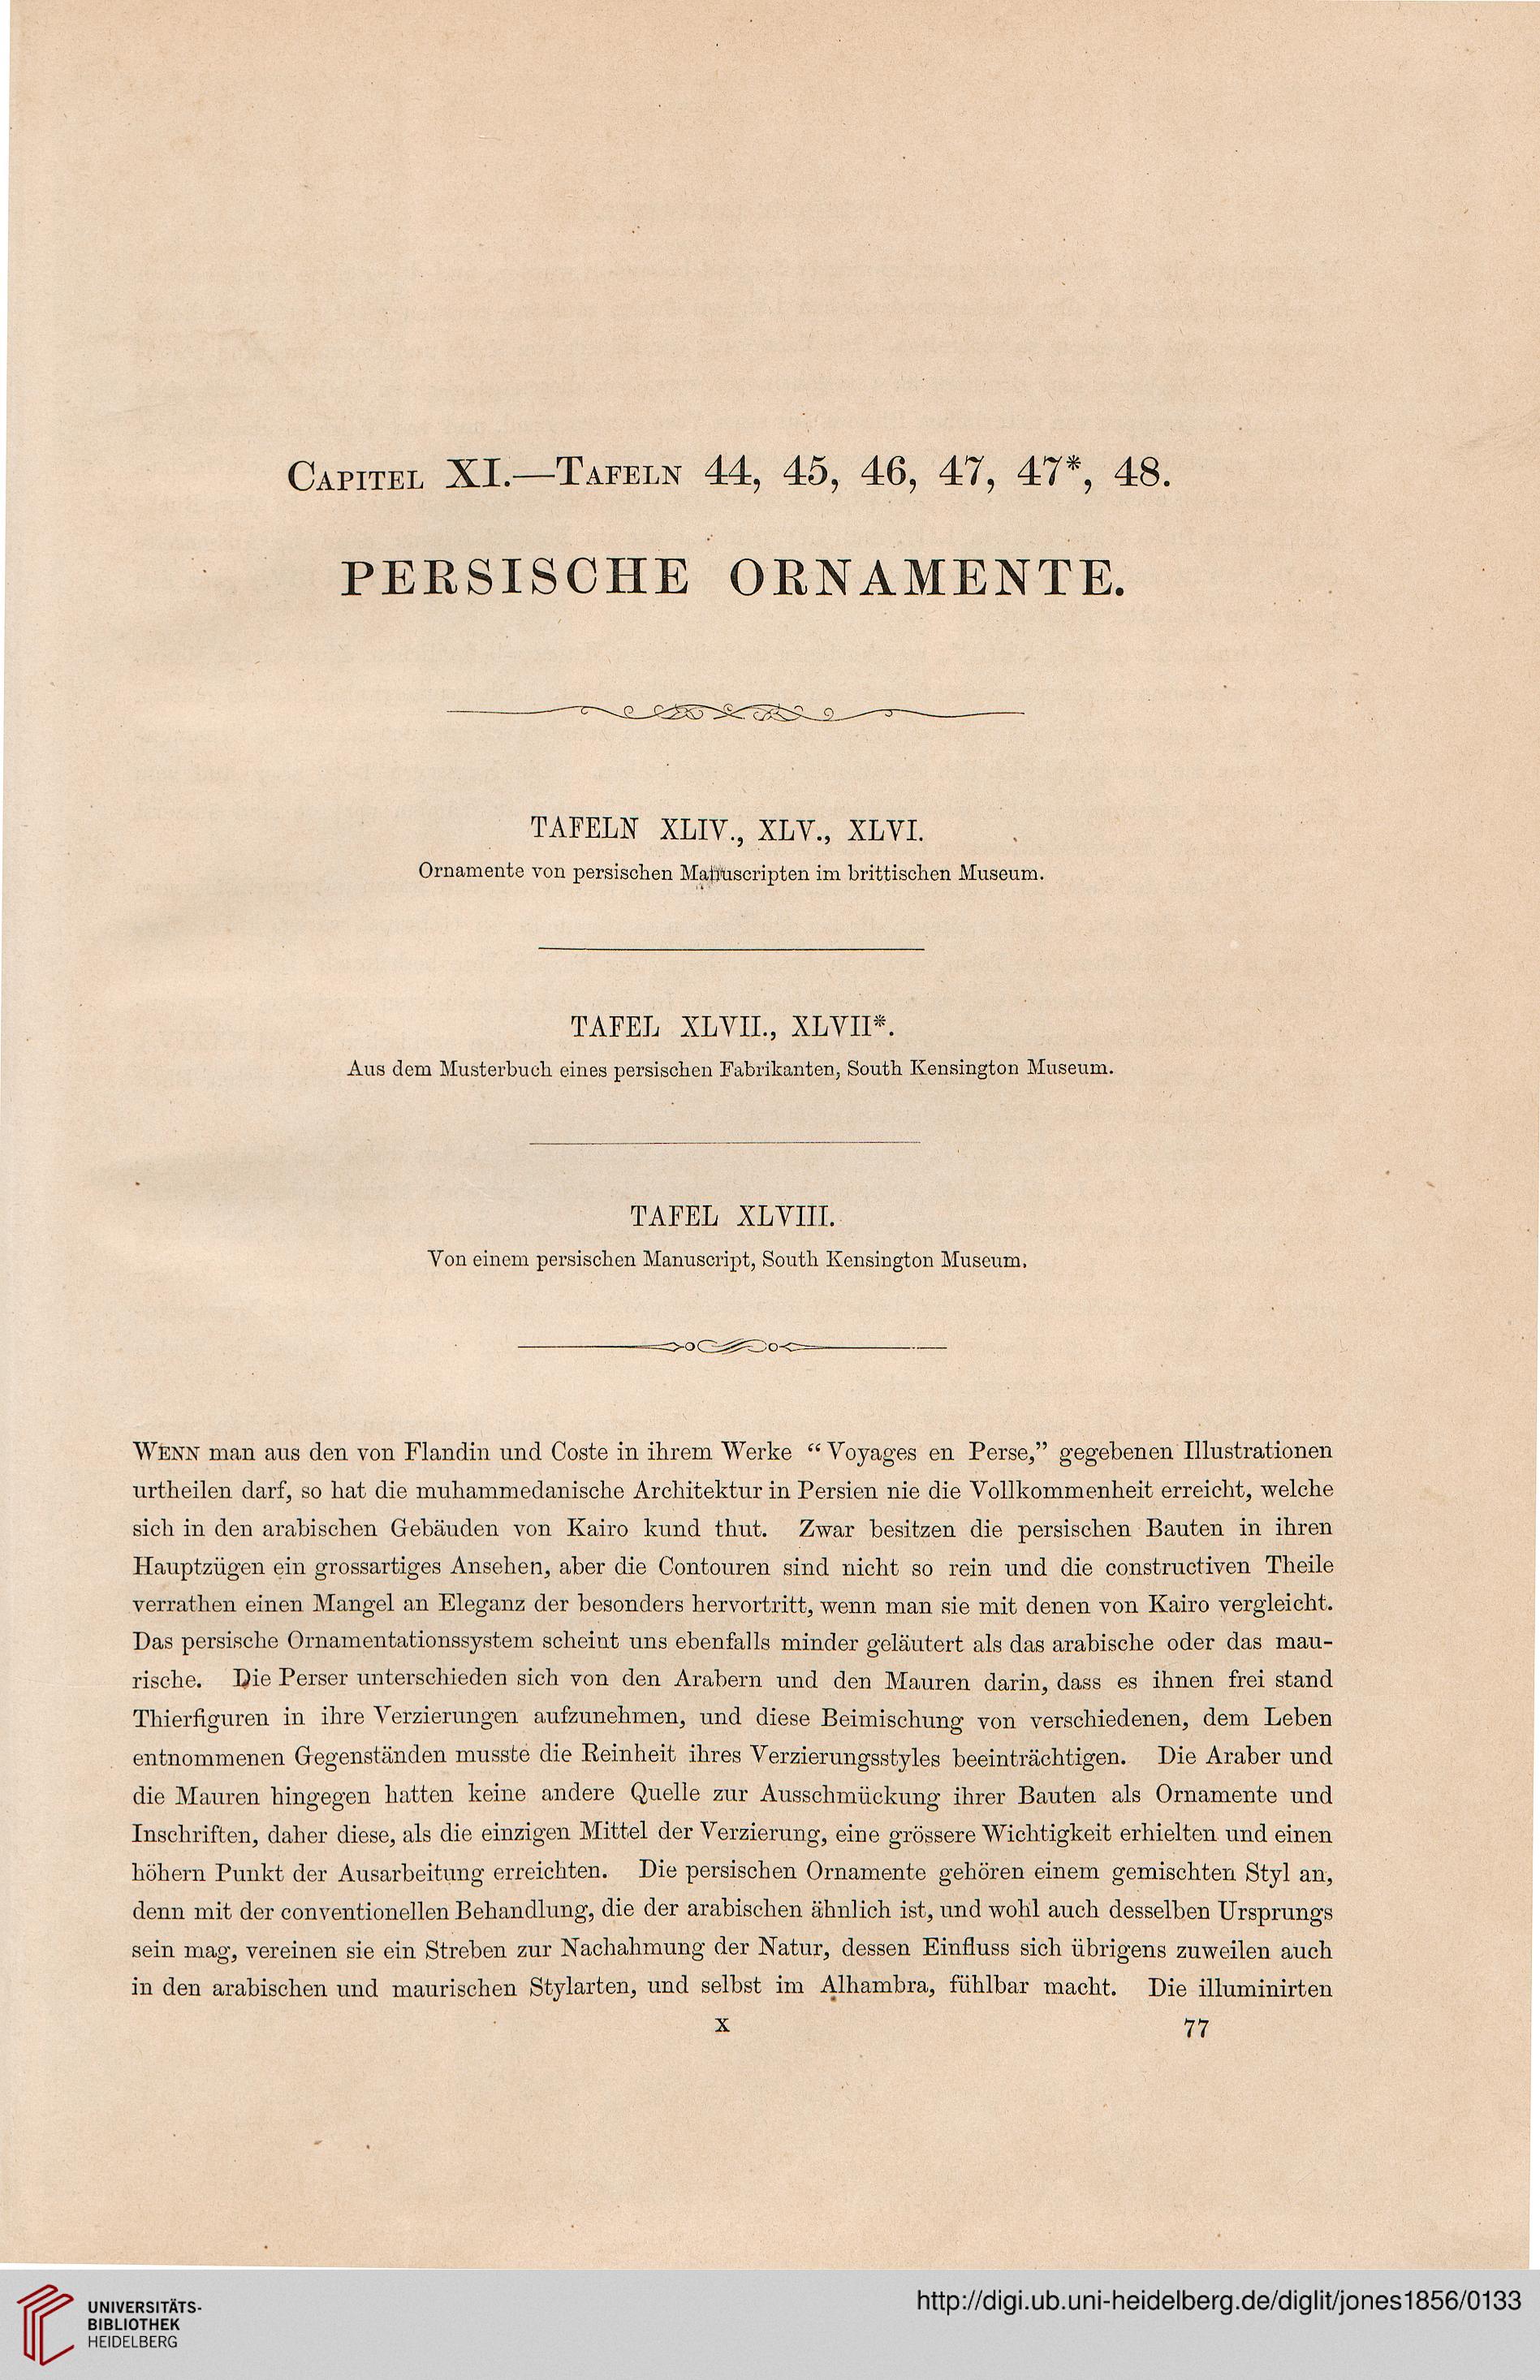 Capitel XI.—Tafeln 44, 45, 46, 47, 47*, 48.
PERSISCHE ORNAMENTE.
TAFELN XLIV., XLV., XLVI.
Ornamente von persischen Manuscripten im brittischen Museum.
TAFEL XLVII., XLVII*.
Aus dem Musterbuch eines persischen Fabrikanten, South Kensington Museum.
TAFEL XLVIII.
Von einem persischen Manuscript, South Kensington Museum.
Wenn man aus den von Flandin und Coste in ihrem Werke “Voyages en Perse,” gegebenen Illustrationen
urtheilen darf, so hat die muhammedanische Architektur in Persien nie die Vollkommenheit erreicht, welche
sich in den arabischen Gebäuden von Kairo kund thut. Zwar besitzen die persischen Bauten in ihren
Hauptzügen ein grossartiges Ansehen, aber die Contouren sind nicht so rein und die constructiven Theile
verrathen einen Mangel an Eleganz der besonders hervortritt, wenn man sie mit denen von Kairo vergleicht.
Das persische Ornamentationssystem scheint uns ebenfalls minder geläutert als das arabische oder das mau-
rische. Die Perser unterschieden sich von den Arabern und den Mauren darin, dass es ihnen frei stand
Thierfiguren in ihre Verzierungen aufzunehmen, und diese Beimischung von verschiedenen, dem Leben
entnommenen Gegenständen musste die Reinheit ihres Verzierungsstyles beeinträchtigen. Die Araber und
die Mauren hingegen hatten keine andere Quelle zur Ausschmückung ihrer Bauten als Ornamente und
Inschriften, daher diese, als die einzigen Mittel der Verzierung, eine grössere Wichtigkeit erhielten und einen
höhern Punkt der Ausarbeitung erreichten. Die persischen Ornamente gehören einem gemischten Styl an,
denn mit der conventionellen Behandlung, die der arabischen ähnlich ist, und wohl auch desselben Ursprungs
sein mag, vereinen sie ein Streben zur Nachahmung der Natur, dessen Einfluss sich übrigens zuweilen auch
in den arabischen und maurischen Stylarten, und selbst im Alhambra, fühlbar macht. Die illuminirten
X 77
UNIVERSITÄTS-
BIBLIOTHEK
HEIDELBERG
http://digi.ub.uni-heidelberg.de/diglit/jones1856/0133